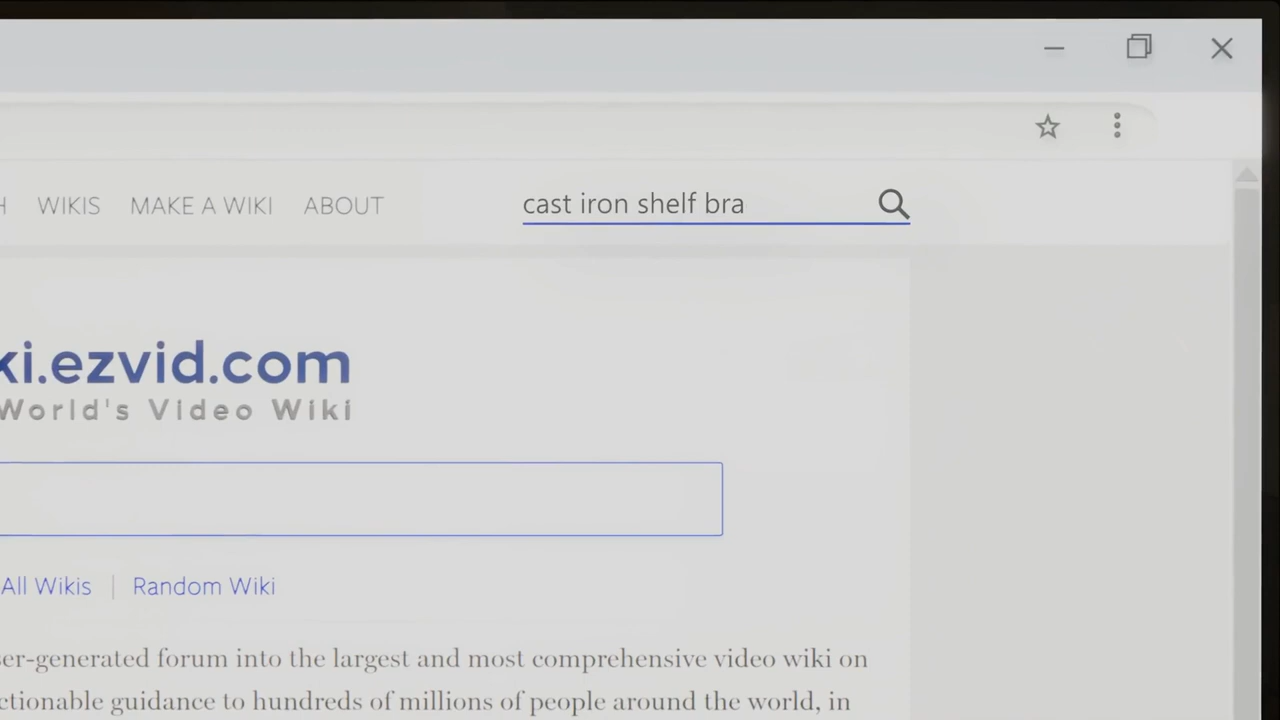 WIKIS MAKE A WIKI ABOUT cast iron shelf bra
ki.ezvid.com
World's Video Wiki
All Wikis | Random Wiki
ser-generated forum into the largest and most comprehensive video wiki on
ctionable guidance to hundreds of millions of people around the world, in